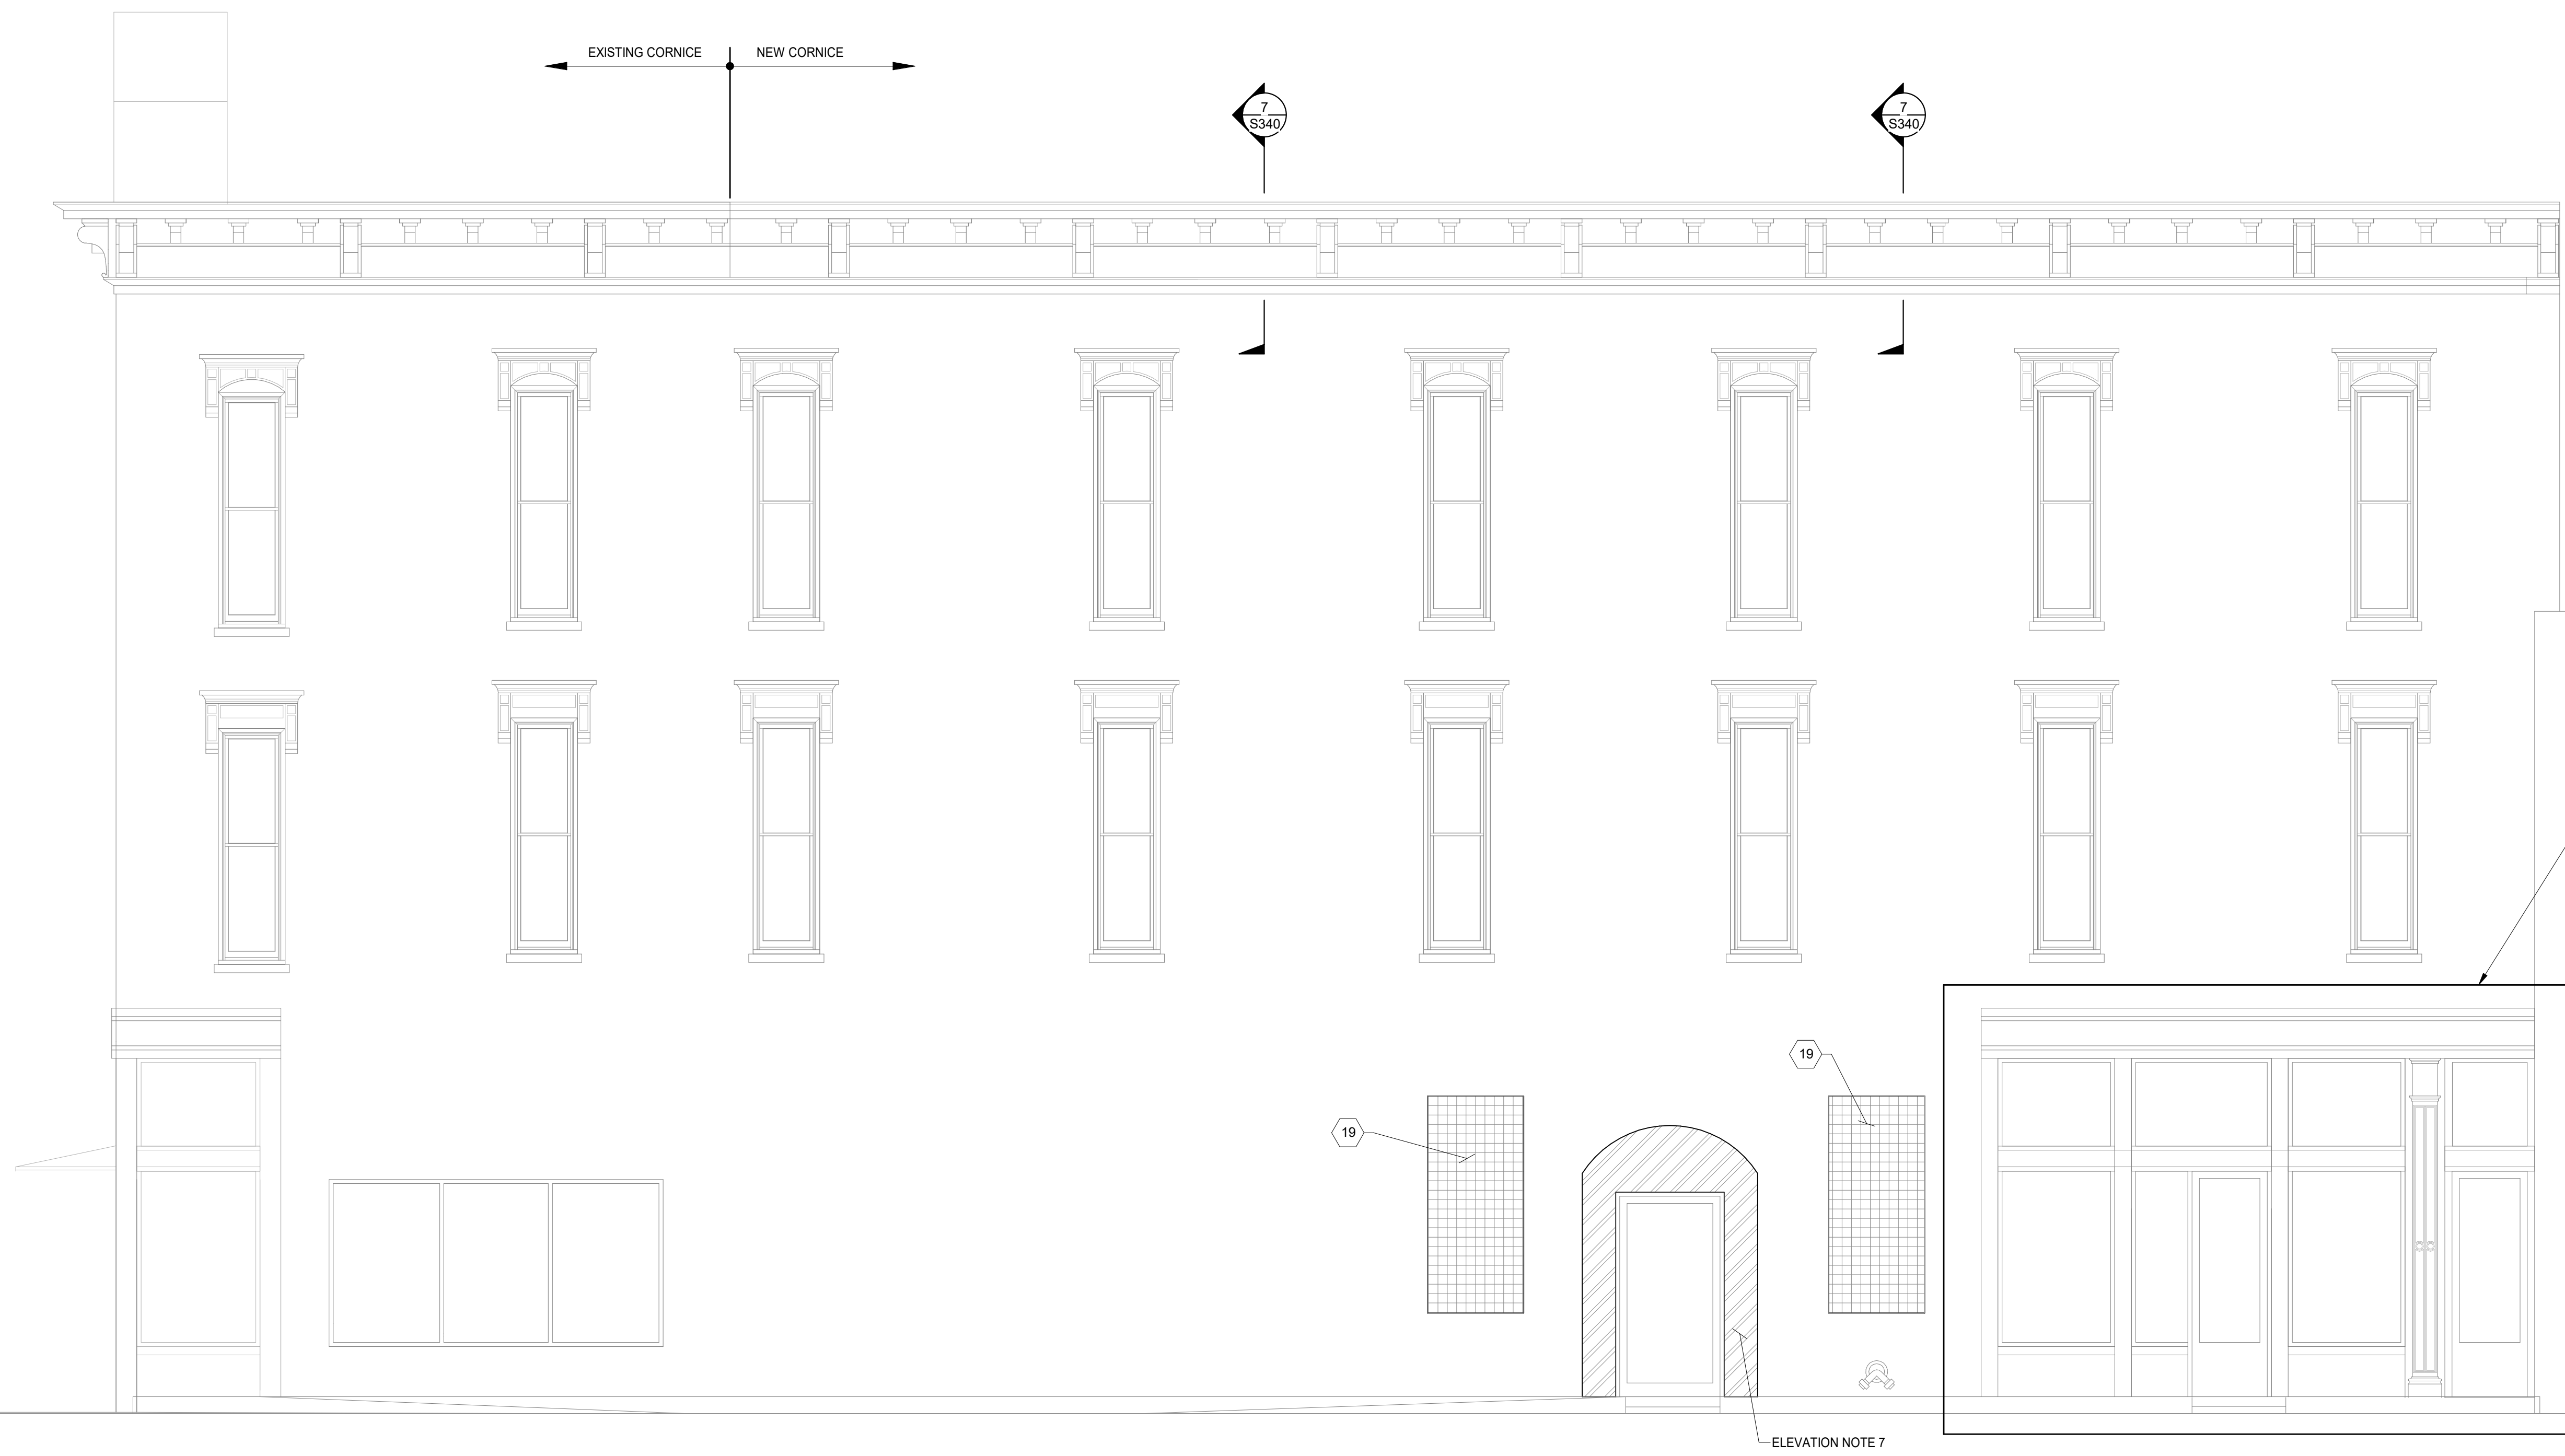 EXISTING CORNICE
NEW CORNICE
7
S340
7
S340
19
19
ELEVATION NOTE 7